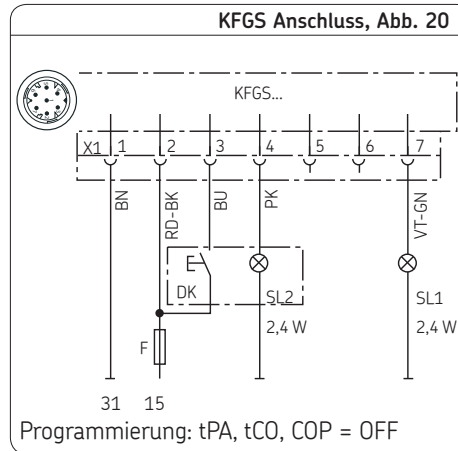 KFGS Anschluss, Abb. 20
KFGS...
X1 1 2 3 4 5 6 7
BN
RD-BK
BU
PK
VT-GN
DK
SL2
SL1
2,4 W
2,4 W
F
31 15
Programmierung: tPA, tCO, COP = OFF